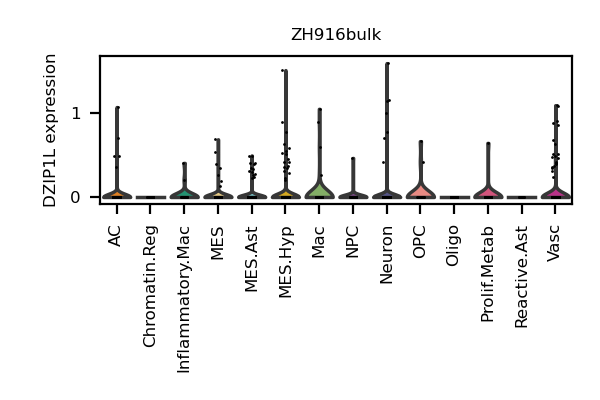 ZH916bulk
DZIP1L expression
1
0
AC
Chromatin.Reg
Inflammatory.Mac
MES
MES.Ast
MES.Hyp
Mac
NPC
Neuron
OPC
Oligo
Prolif.Metab
Reactive.Ast
Vasc